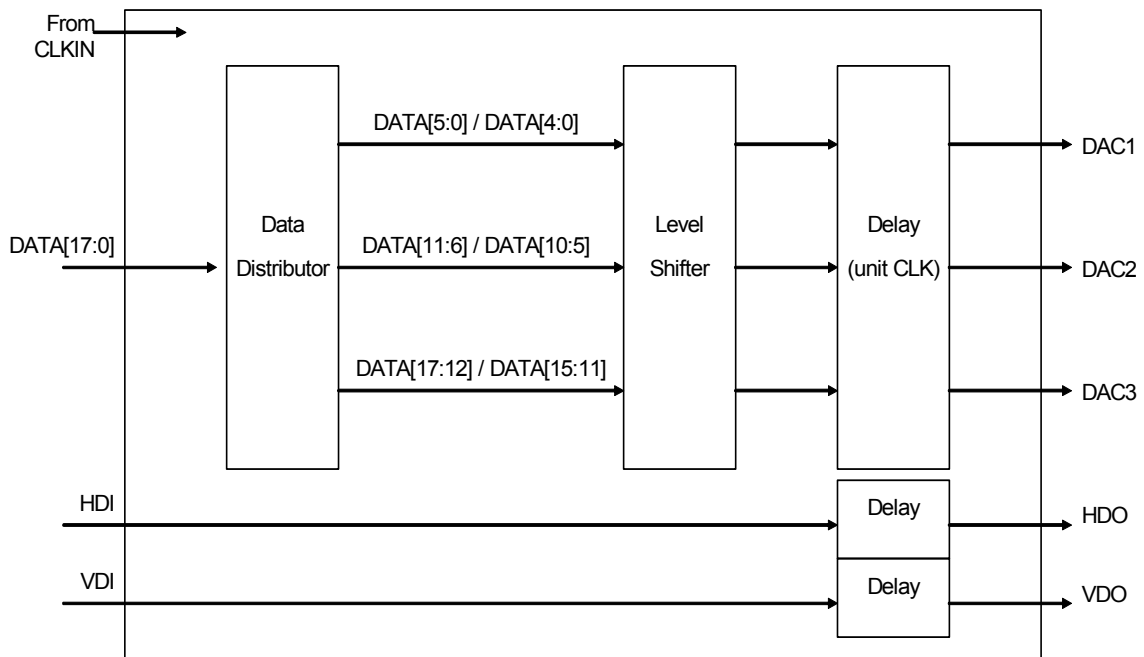 From
CLKIN
DATA[5:0] / DATA[4:0]
DAC1
DATA[17:0]
Data
Distributor
DATA[11:6] / DATA[10:5]
Level
Shifter
Delay
(unit CLK)
DAC2
DATA[17:12] / DATA[15:11]
DAC3
HDI
Delay
HDO
VDI
Delay
VDO